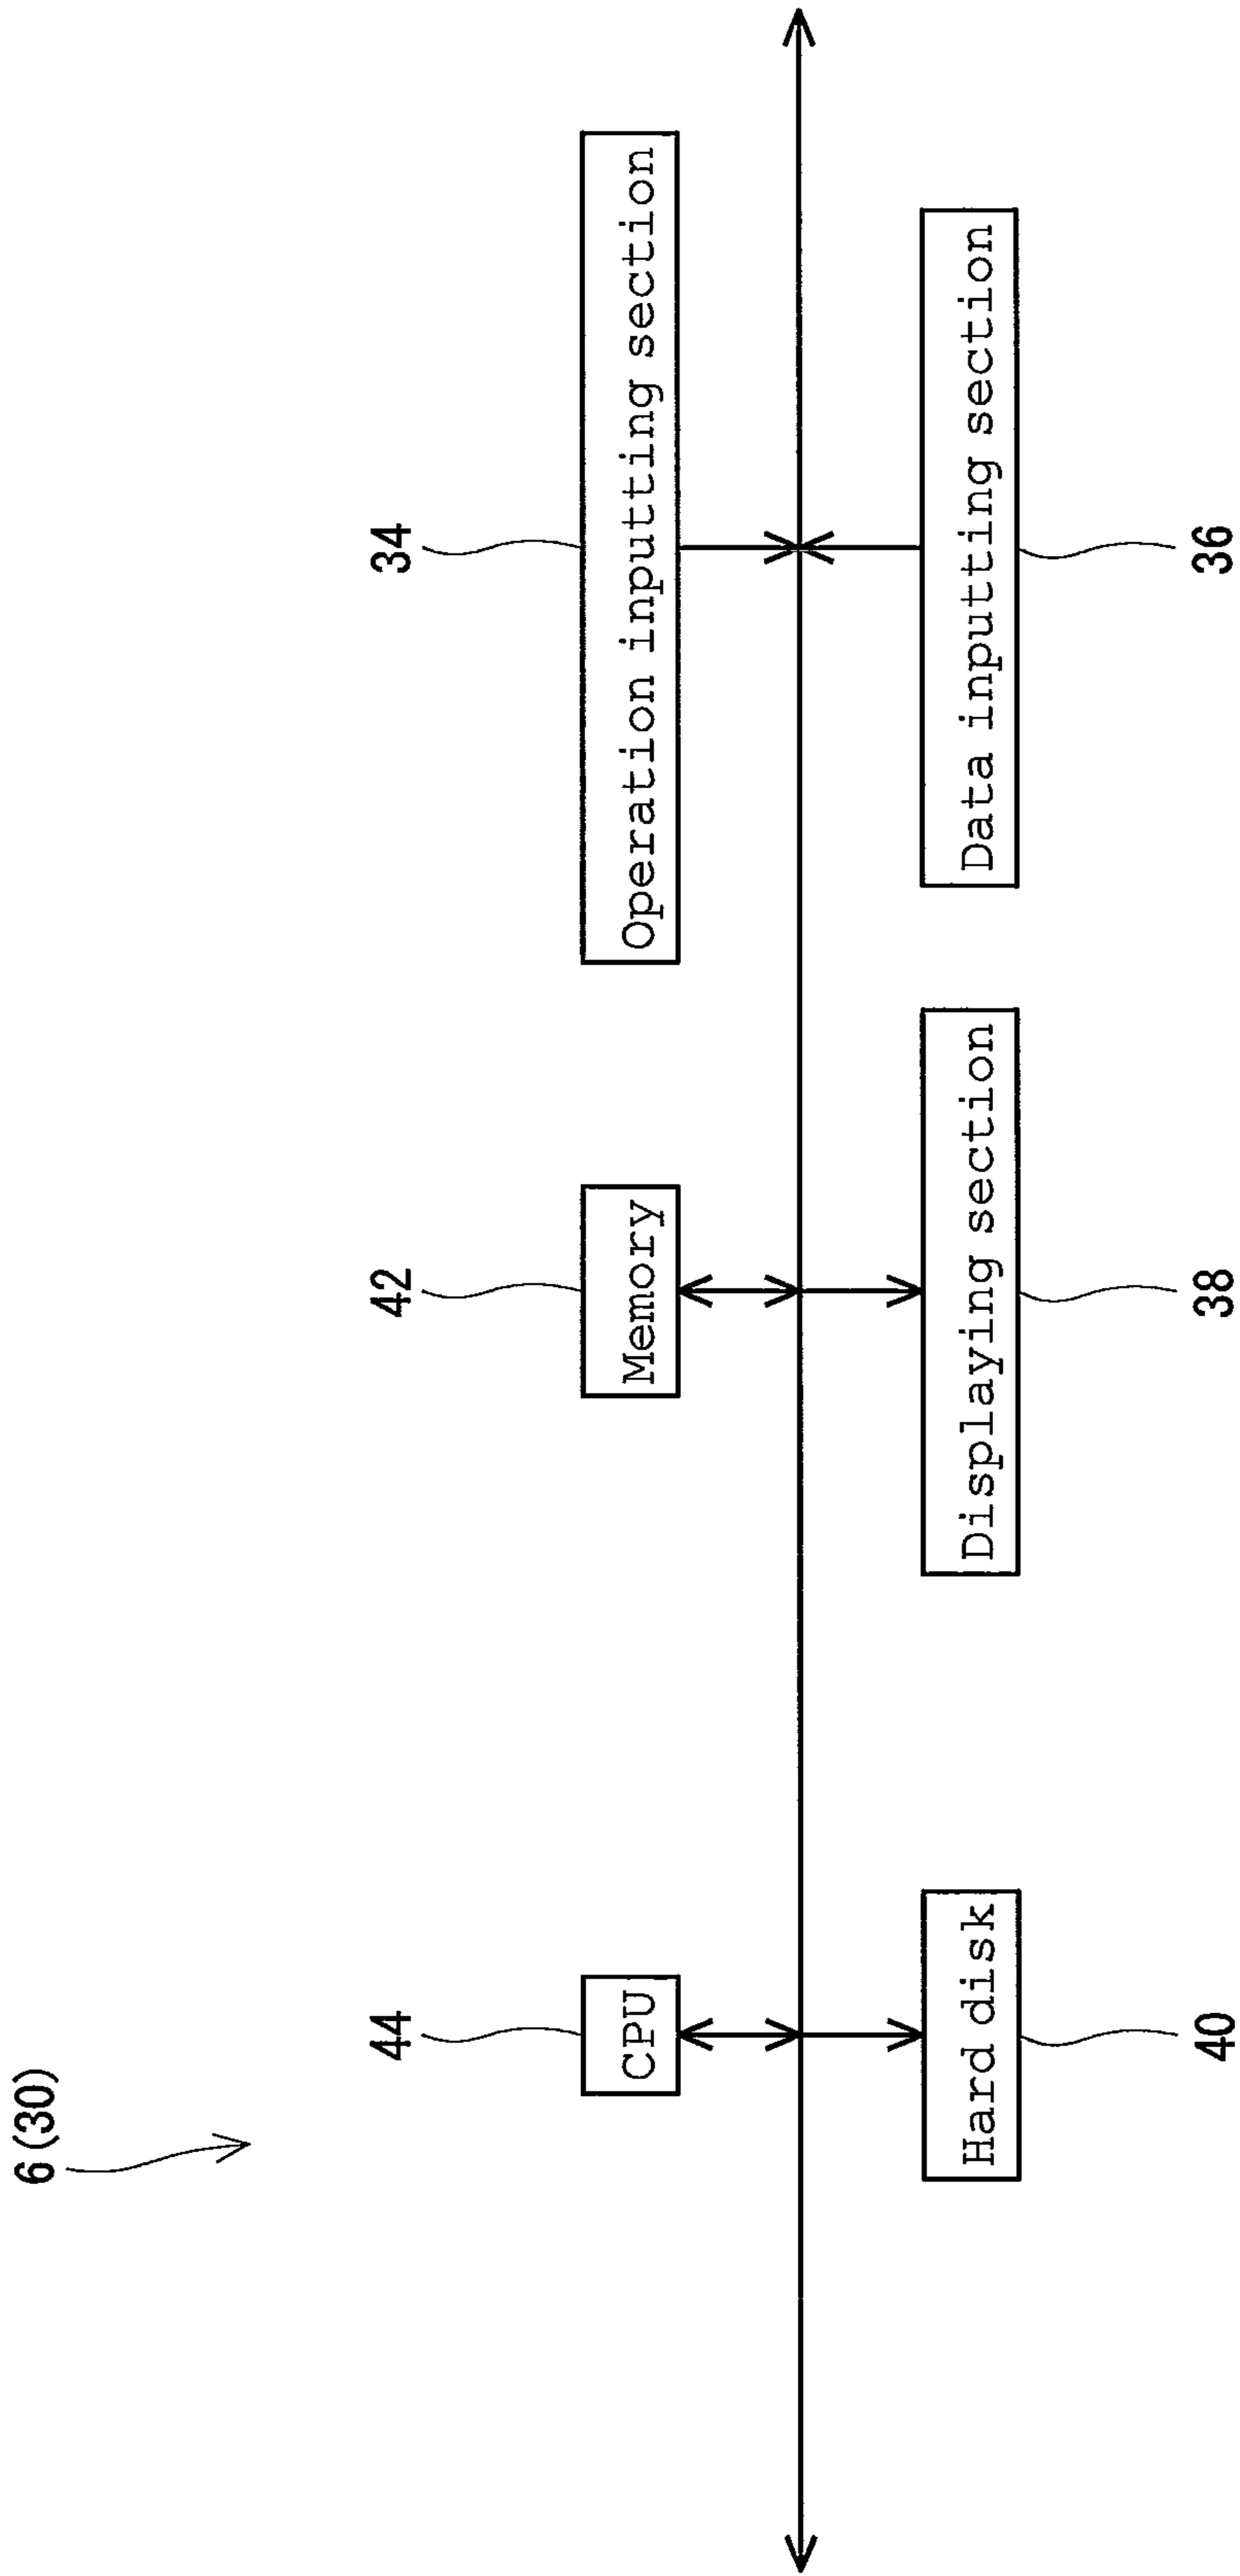 6 (30)
44
42
34
CPU
Memory
Operation inputting section
Hard disk
Displaying section
Data inputting section
40
38
36